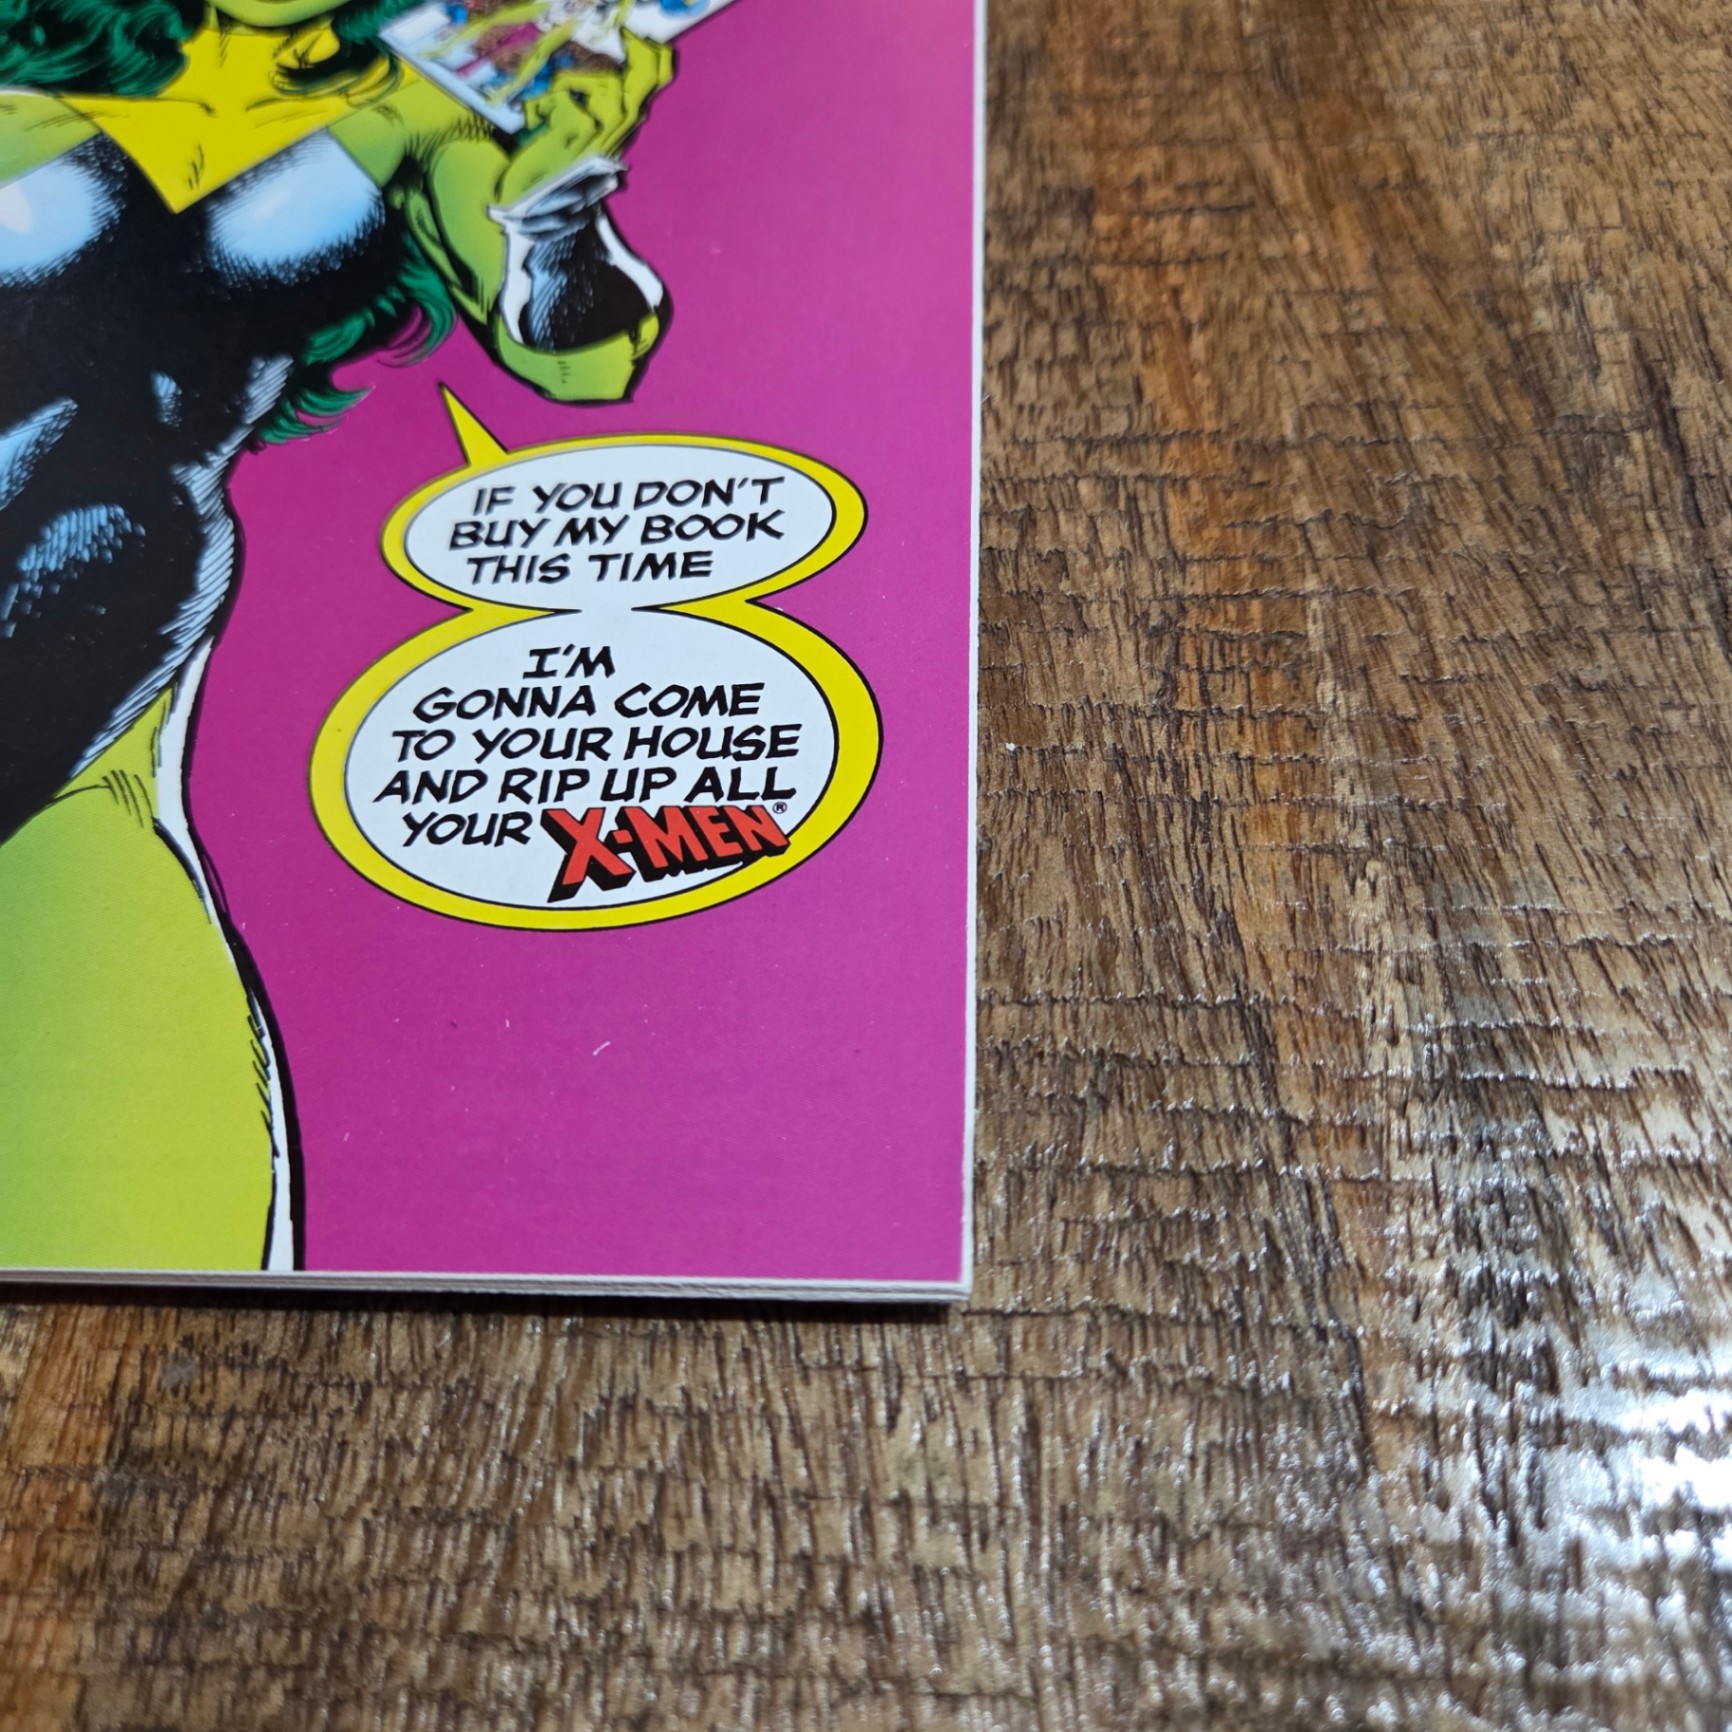 IF YOU DON'T
BUY MY BOOK
THIS TIME
I'M
GONNA COME
TO YOUR HOUSE
AND RIP UP ALL
YOUR X-MEN®